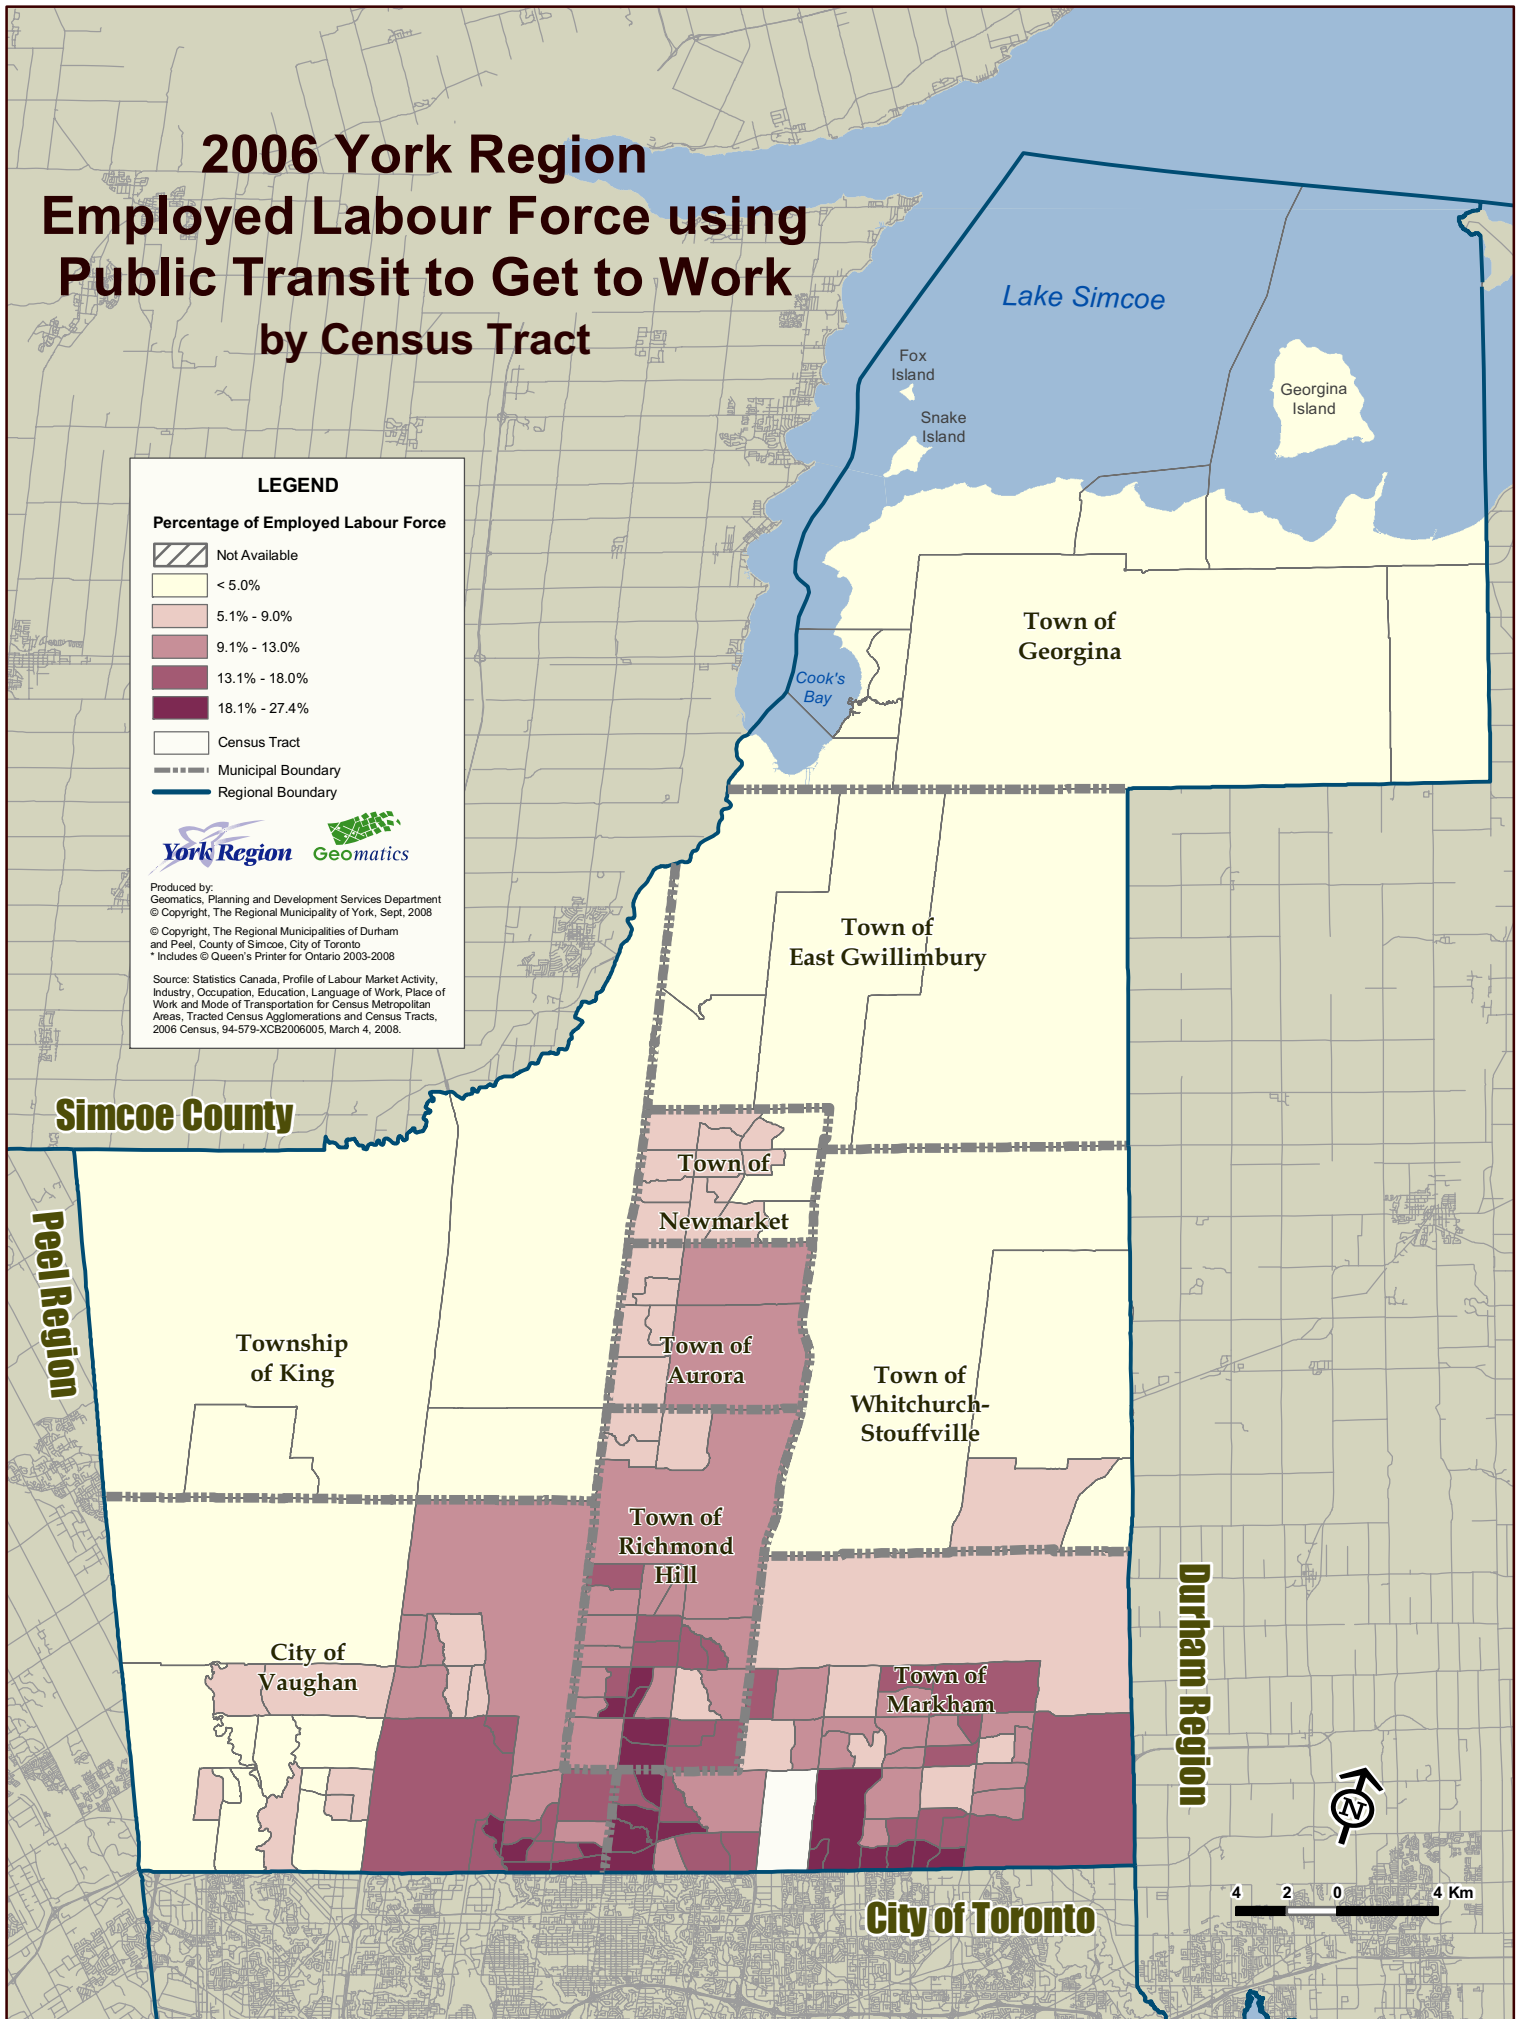 2006 York Region
Employed Labour Force using
Public Transit to Get to Work
by Census Tract
Lake Simcoe
Fox
Island
Snake
Island
Georgina
Island
LEGEND
Percentage of Employed Labour Force
Not Available
< 5.0%
5.1% - 9.0%
9.1% - 13.0%
13.1% - 18.0%
18.1% - 27.4%
Census Tract
Municipal Boundary
Regional Boundary
York Region
Geomatics
Produced by:
Geomatics, Planning and Development Services Department
© Copyright, The Regional Municipality of York, Sept, 2008
© Copyright, The Regional Municipalities of Durham
and Peel, County of Simcoe, City of Toronto
* Includes © Queen's Printer for Ontario 2003-2008
Source: Statistics Canada, Profile of Labour Market Activity,
Industry, Occupation, Education, Language of Work, Place of
Work and Mode of Transportation for Census Metropolitan
Areas, Tracted Census Agglomerations and Census Tracts,
2006 Census, 94-579-XCB2006005, March 4, 2008.
Town of
Georgina
Cook's
Bay
Town of
East Gwillimbury
Simcoe County
Town of
Newmarket
Peel Region
Township
of King
Town of
Aurora
Town of
Whitchurch-
Stouffville
Town of
Richmond
Hill
City of
Vaughan
Town of
Markham
Durham Region
N
City of Toronto
4 2 0 4 Km